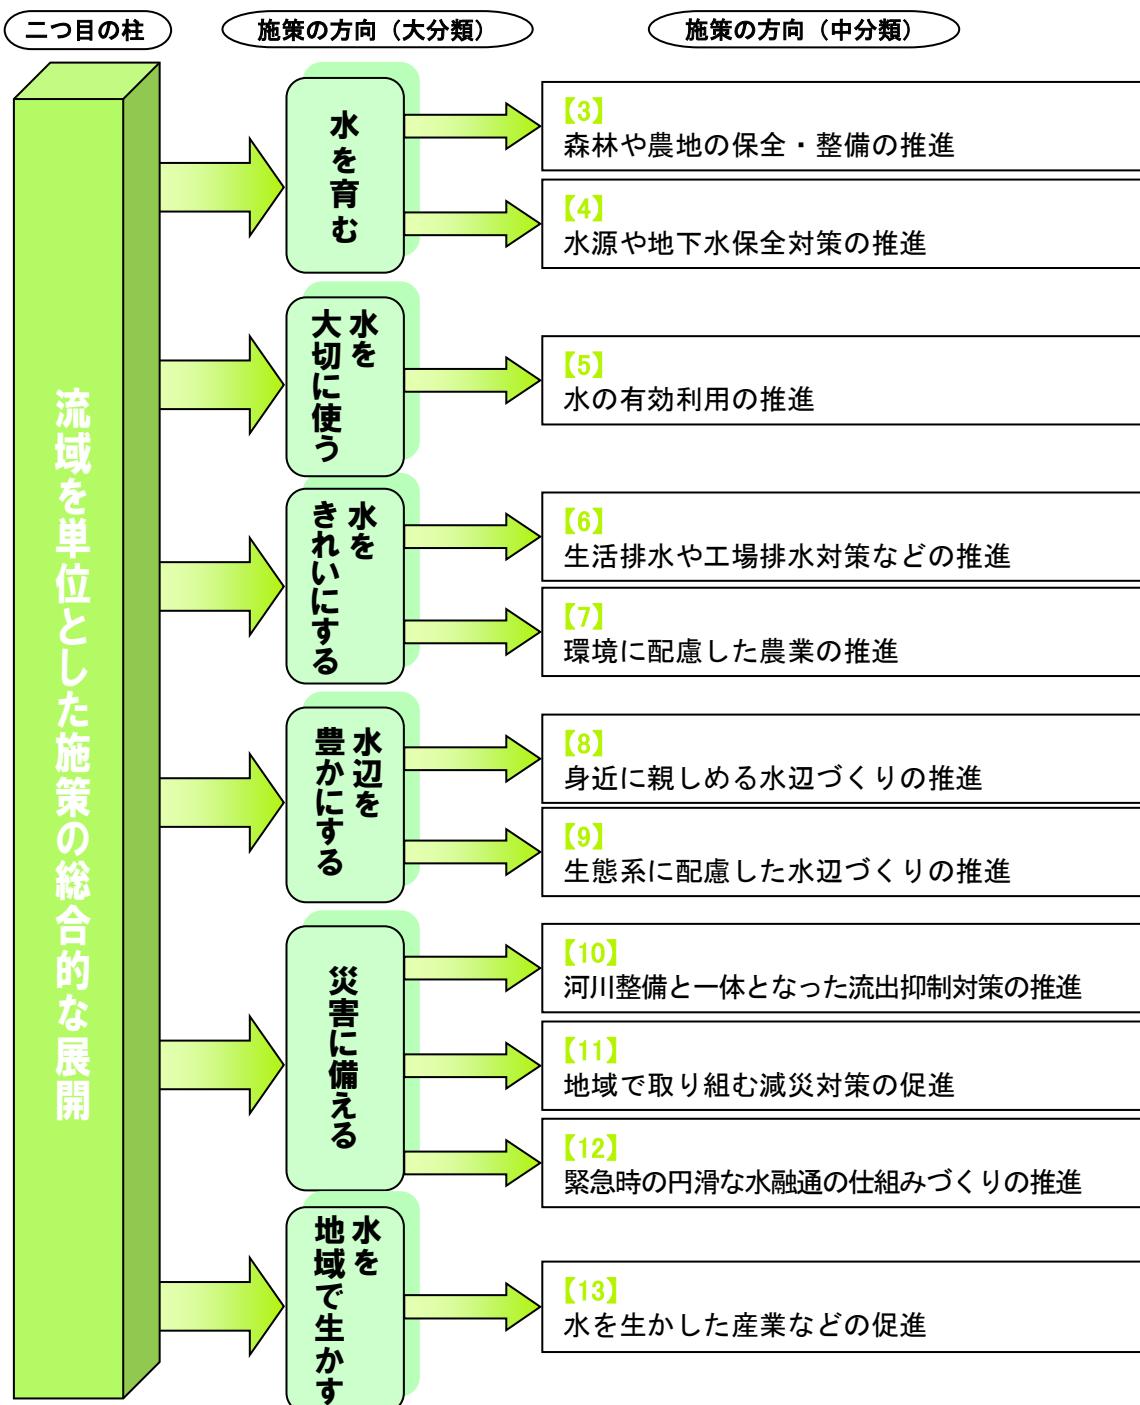 二つ目の柱
施策の方向（大分類）
施策の方向（中分類）
流域を単位とした施策の総合的な展開
水を育む
【3】
森林や農地の保全・整備の推進
【4】
水源や地下水保全対策の推進
水を
大切に使う
【5】
水の有効利用の推進
水を
きれいにする
【6】
生活排水や工場排水対策などの推進
【7】
環境に配慮した農業の推進
水辺を
豊かにする
【8】
身近に親しめる水辺づくりの推進
【9】
生態系に配慮した水辺づくりの推進
災害に備える
【10】
河川整備と一体となった流出抑制対策の推進
【11】
地域で取り組む減災対策の促進
【12】
緊急時の円滑な水融通の仕組みづくりの推進
水を
地域で生かす
【13】
水を生かした産業などの促進